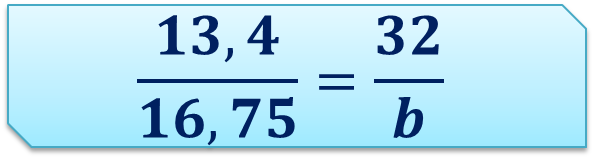 13,4 / 16,75 = 32 / b